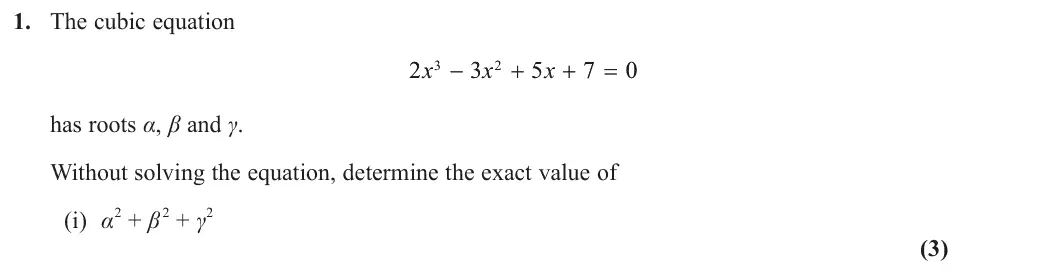 1. The cubic equation
2x³ − 3x² + 5x + 7 = 0
has roots α, β and γ.
Without solving the equation, determine the exact value of
(i) α² + β² + γ²
(3)